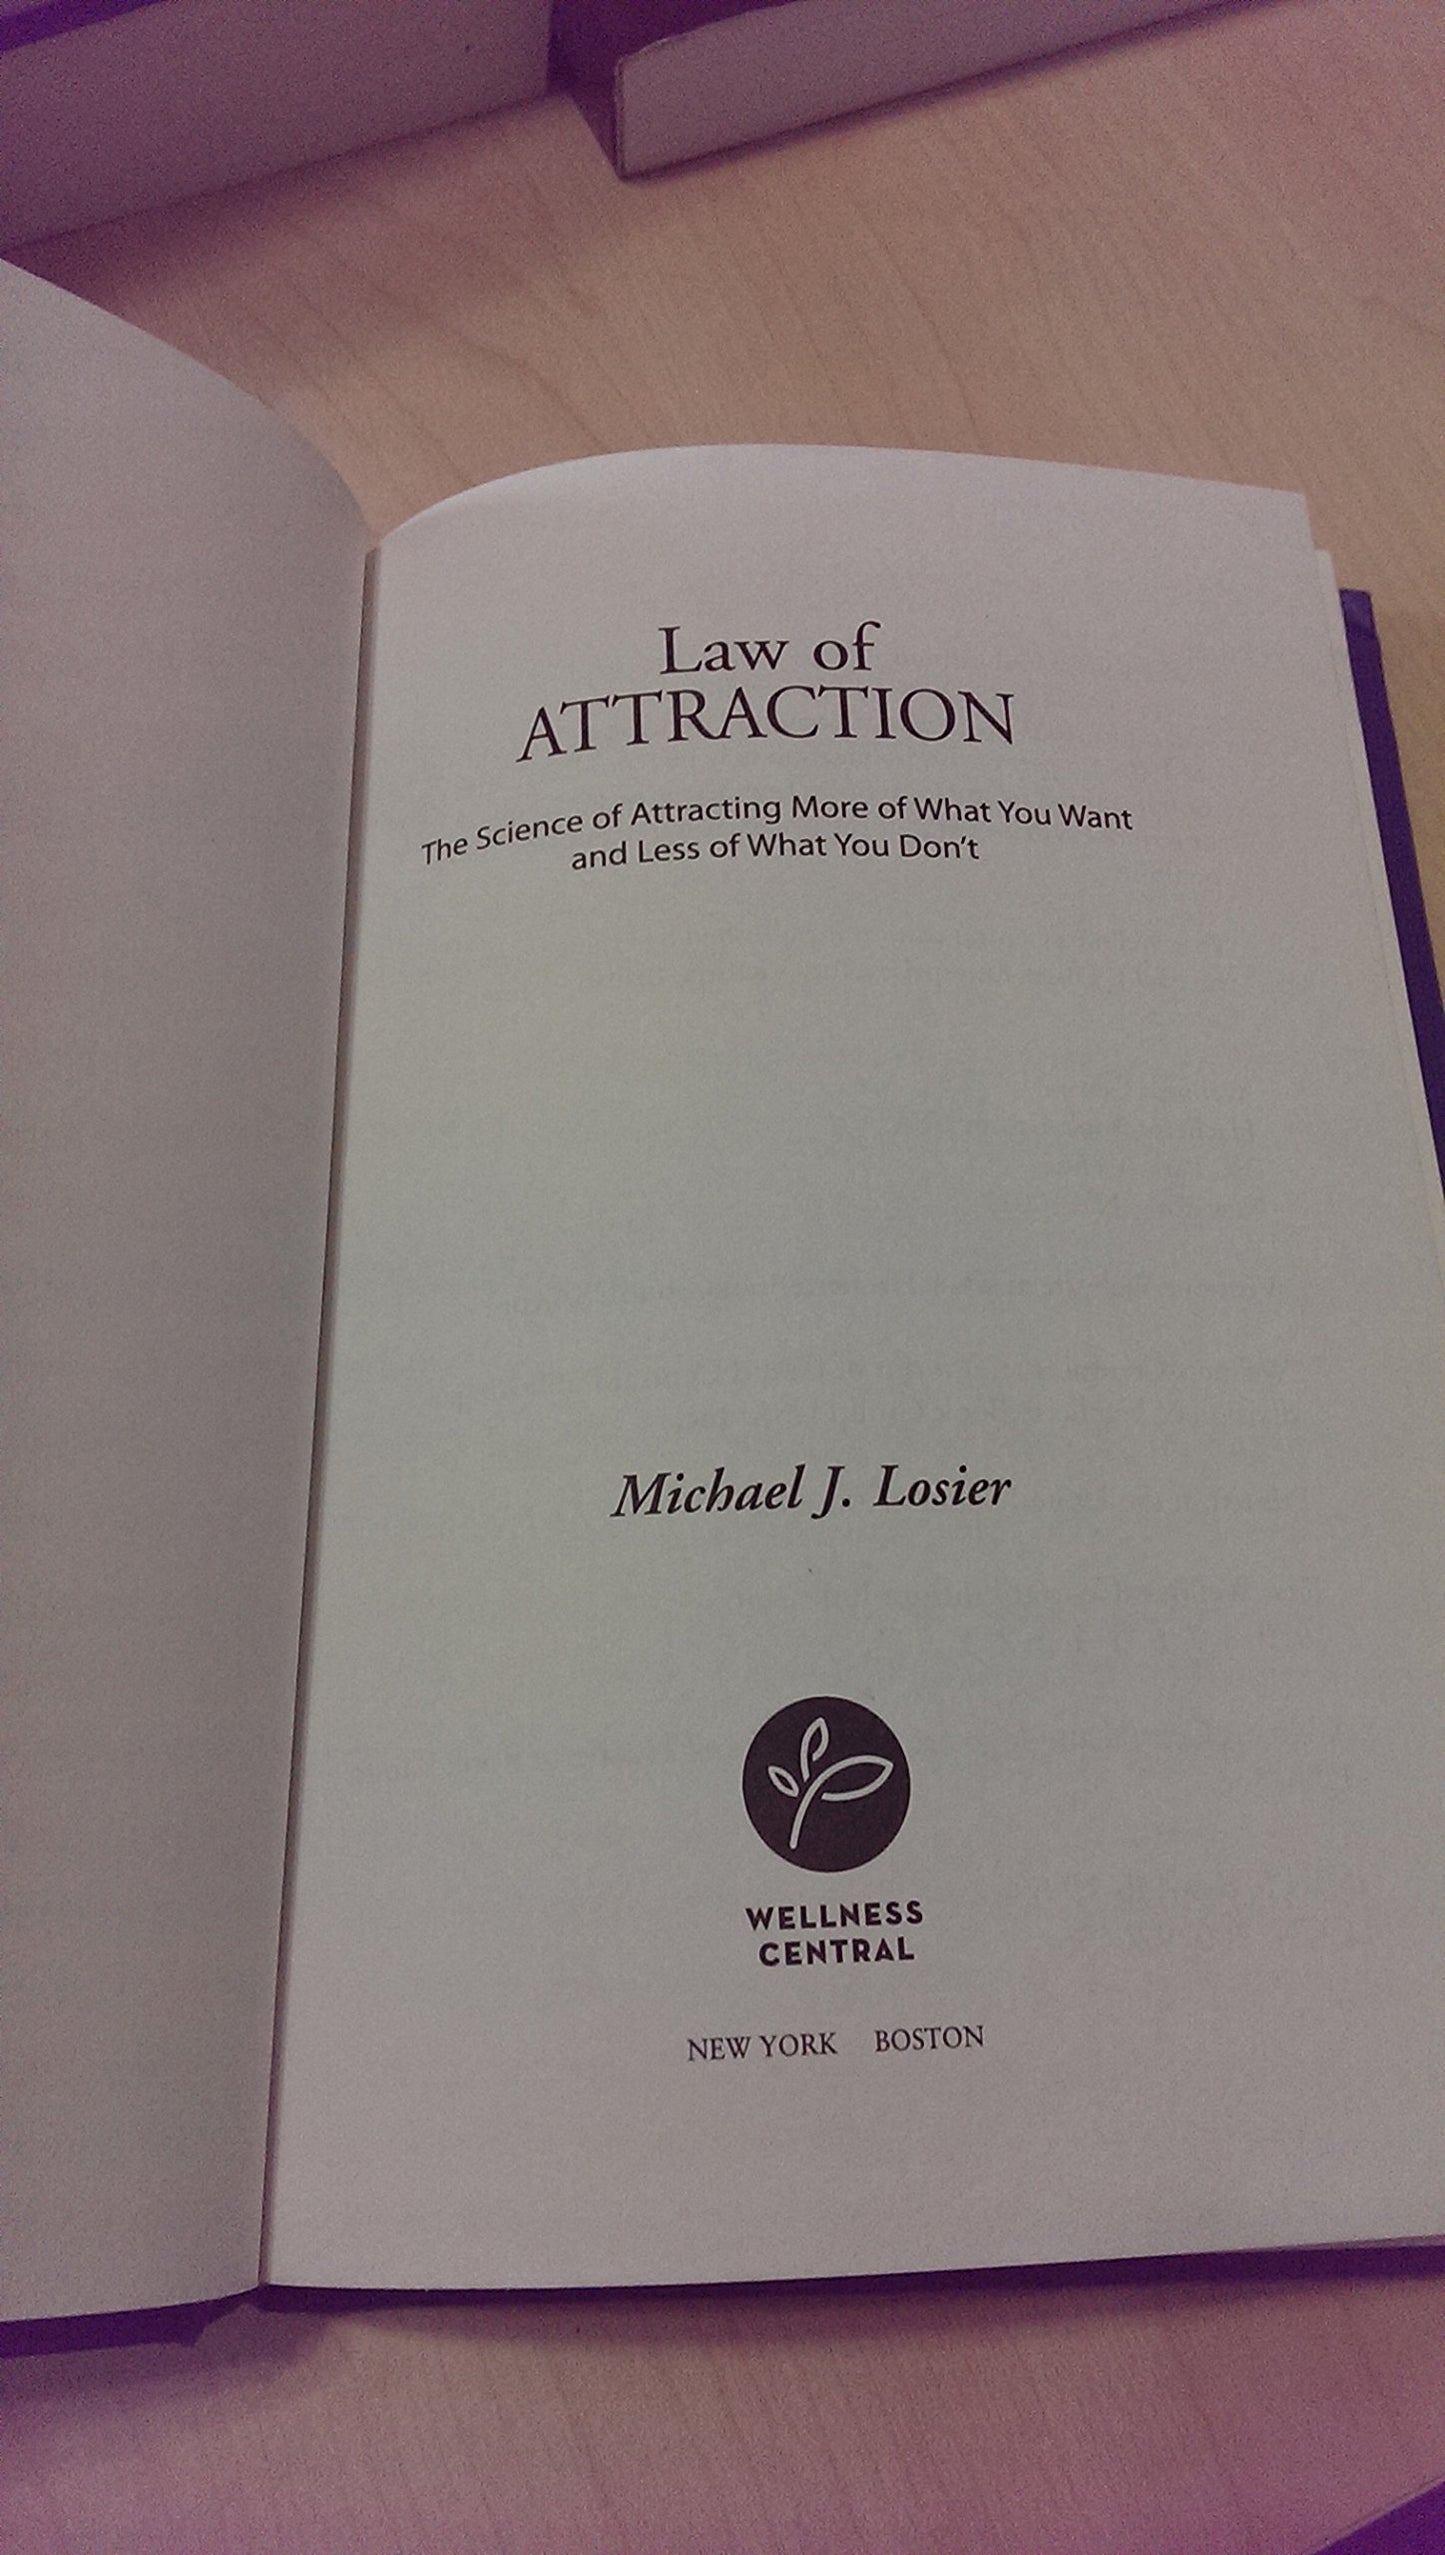 Law of
ATTRACTION
The Science of Attracting More of What You Want
and Less of What You Don't
Michael J. Losier
WELLNESS
CENTRAL
NEW YORK BOSTON